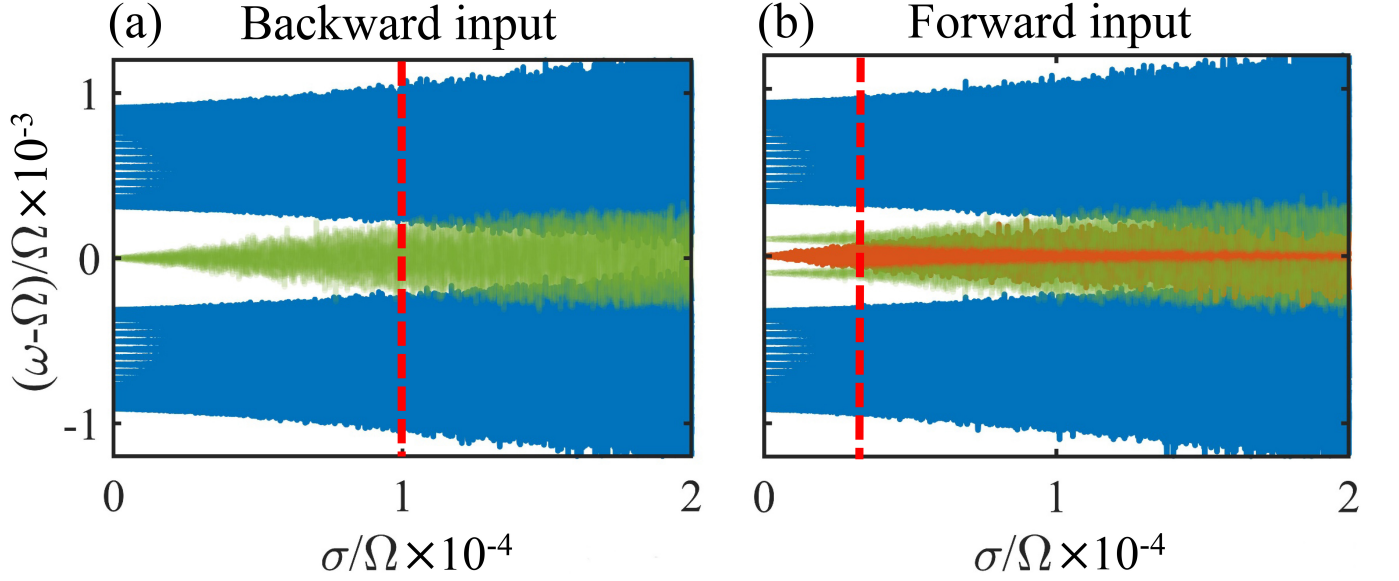 (a) Backward input
(b) Forward input
(ω-Ω)/Ω×10⁻³
1
0
-1
0 1 2
0 1 2
σ/Ω×10⁻⁴
σ/Ω×10⁻⁴